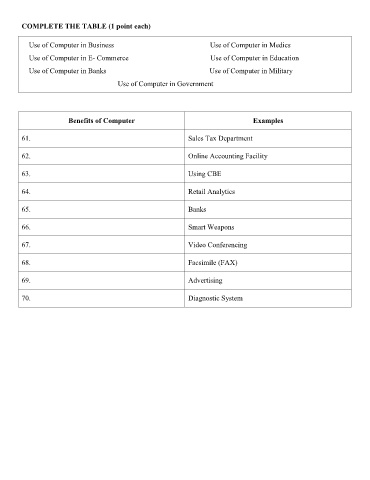 COMPLETE THE TABLE (1 point each)
Use of Computer in Business Use of Computer in Medics
Use of Computer in E- Commerce Use of Computer in Education
Use of Computer in Banks Use of Computer in Military
Use of Computer in Government
Benefits of Computer Examples
61. Sales Tax Department
62. Online Accounting Facility
63. Using CBE
64. Retail Analytics
65. Banks
66. Smart Weapons
67. Video Conferencing
68. Facsimile (FAX)
69. Advertising
70. Diagnostic System